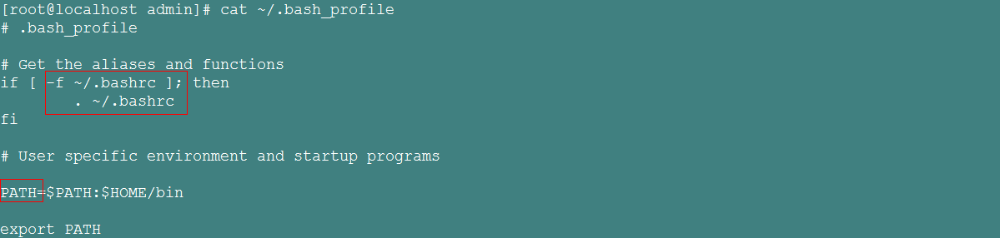 [root@localhost admin]# cat ~/.bash_profile
# .bash_profile
# Get the aliases and functions
if [ -f ~/.bashrc ]; then
. ~/.bashrc
fi
# User specific environment and startup programs
PATH=$PATH:$HOME/bin
export PATH